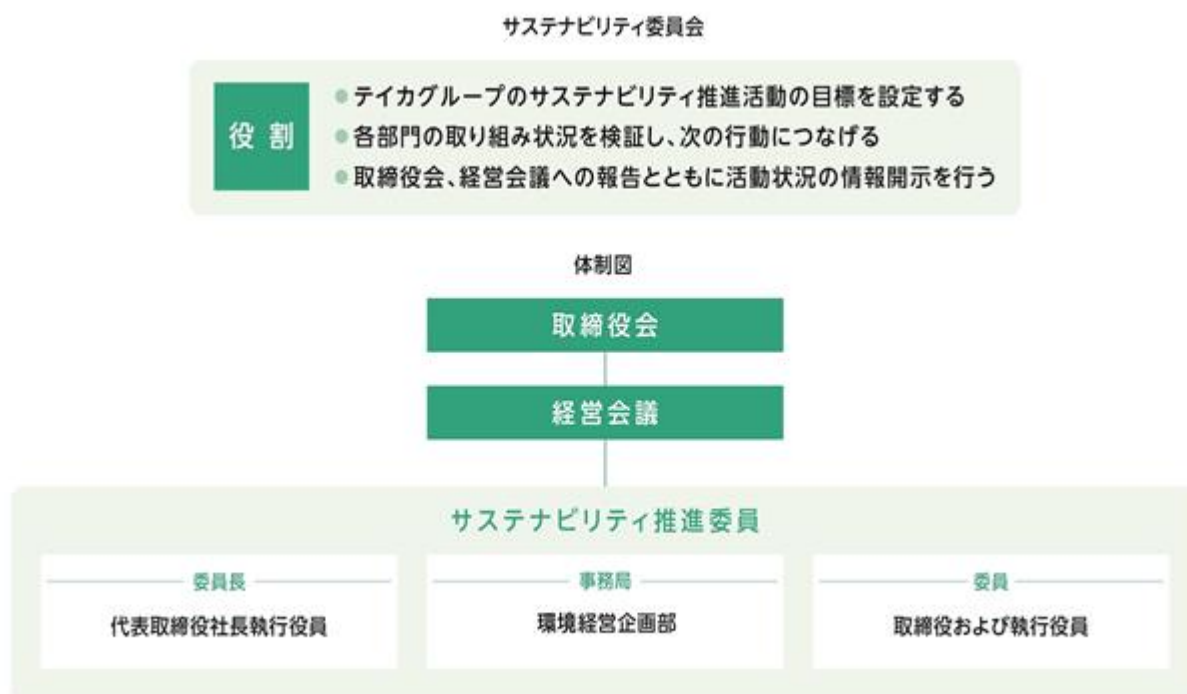 サステナビリティ委員会
役割
●テイカグループのサステナビリティ推進活動の目標を設定する
●各部門の取り組み状況を検証し、次の行動につなげる
●取締役会、経営会議への報告とともに活動状況の情報開示を行う
体制図
取締役会
経営会議
サステナビリティ推進委員
委員長
代表取締役社長執行役員
事務局
環境経営企画部
委員
取締役および執行役員